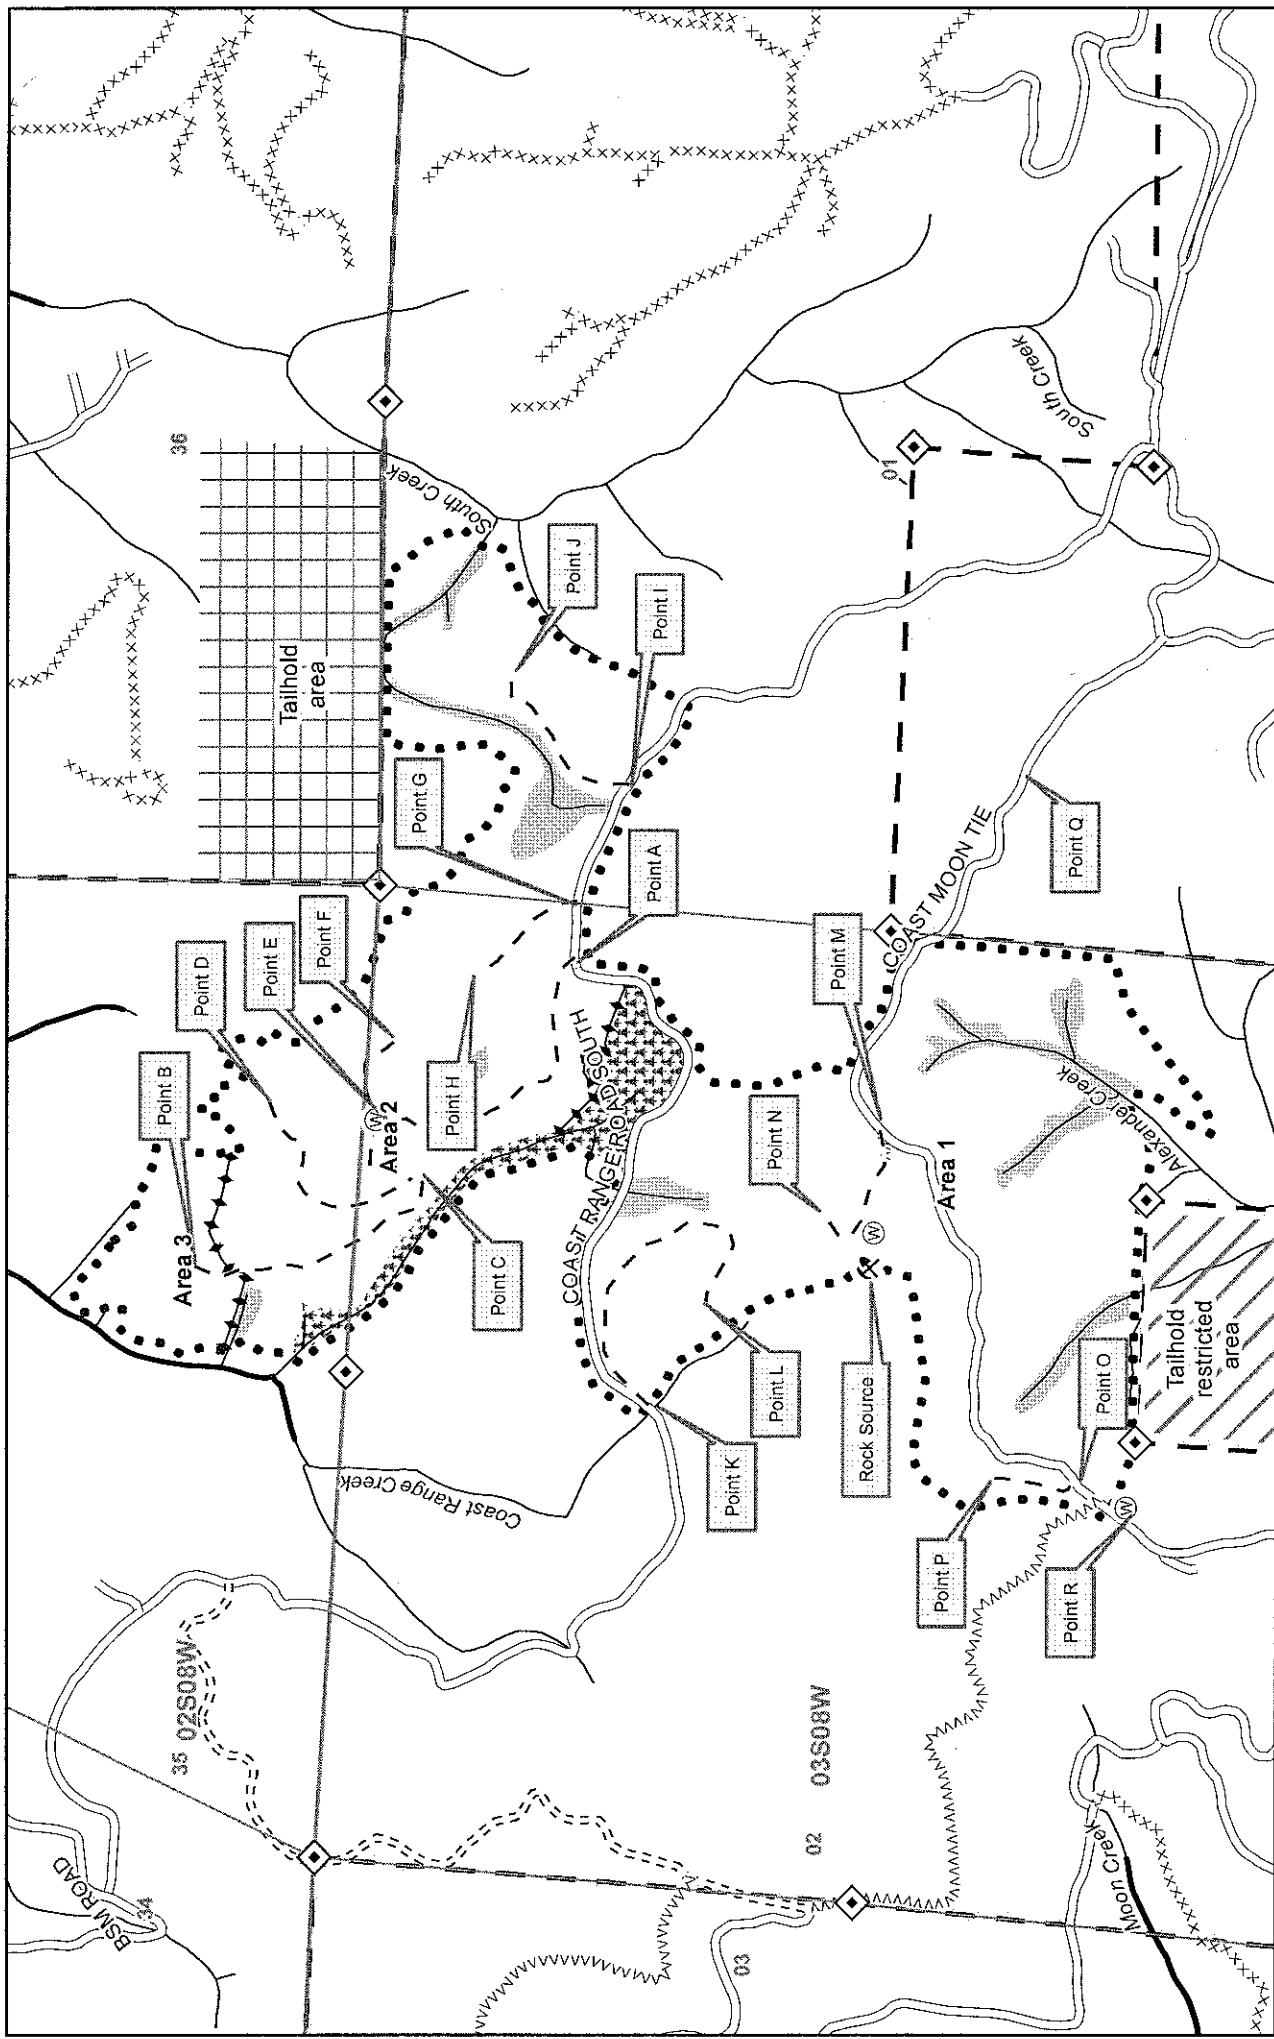 BSM ROAD
34
35
02S08W
36
Tailhold
area
Point B
Point D
Point E
Point F
Point G
Area 3
Area 2
South Creek
Point J
Point I
Point A
Point H
Point C
COAST RANGE ROAD SOUTH
Coast Range Creek
Point K
Point L
Point N
Point M
Rock Source
03
02
03S08W
01
South Creek
COAST MOON TIE
Point Q
Area 1
Alexander Creek
Point P
Point O
Point R
Tailhold
restricted
area
Moon Creek
W
W
W